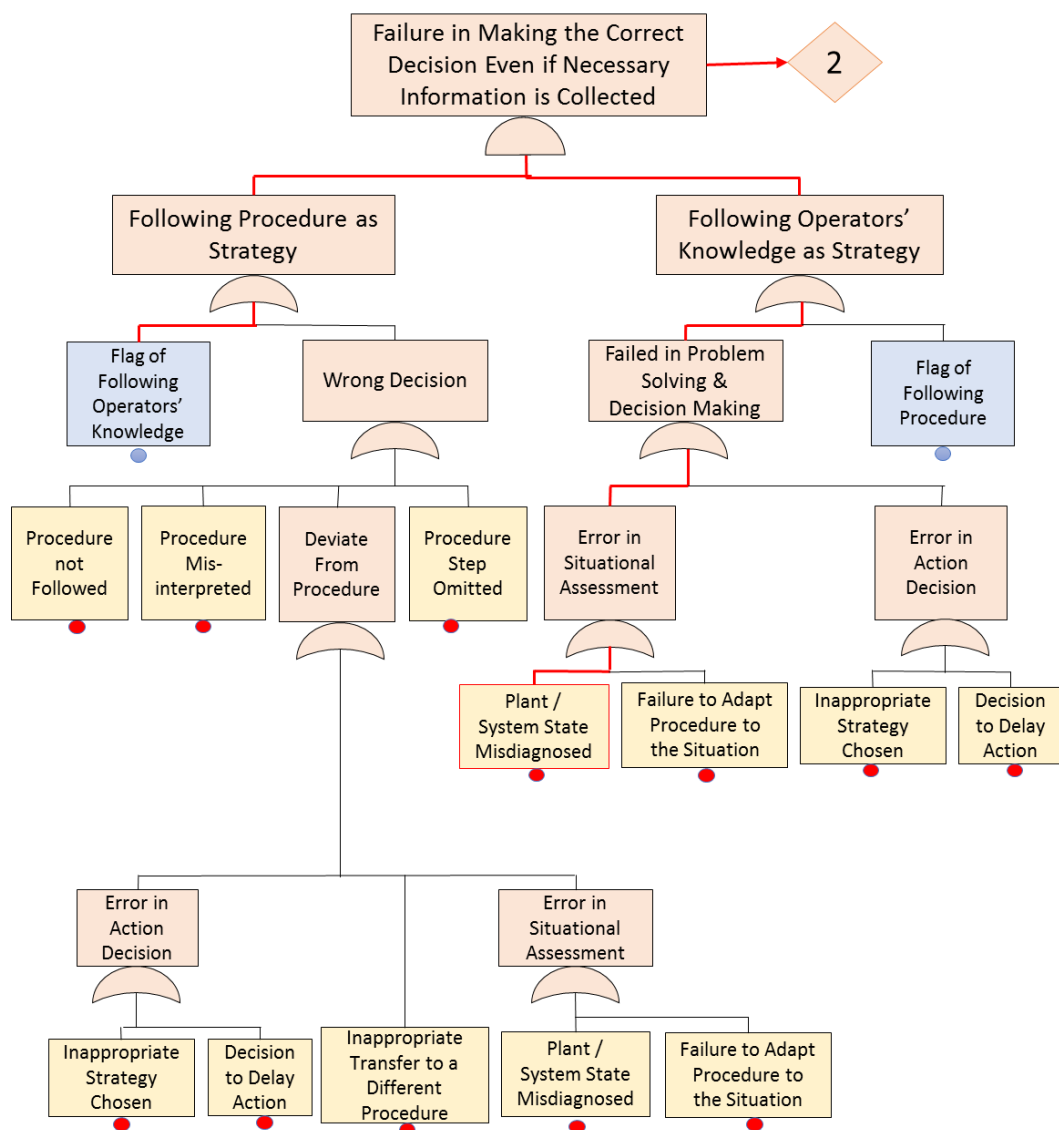 Failure in Making the Correct
Decision Even if Necessary
Information is Collected
2
Following Procedure as
Strategy
Following Operators'
Knowledge as Strategy
Flag of
Following
Operators'
Knowledge
Wrong Decision
Failed in Problem
Solving &
Decision Making
Flag of
Following
Procedure
Procedure
not
Followed
Procedure
Mis-
interpreted
Deviate
From
Procedure
Procedure
Step
Omitted
Error in
Situational
Assessment
Error in
Action
Decision
Plant /
System State
Misdiagnosed
Failure to Adapt
Procedure to
the Situation
Inappropriate
Strategy
Chosen
Decision
to Delay
Action
Error in
Action
Decision
Error in
Situational
Assessment
Inappropriate
Strategy
Chosen
Decision
to Delay
Action
Inappropriate
Transfer to a
Different
Procedure
Plant /
System State
Misdiagnosed
Failure to Adapt
Procedure to
the Situation